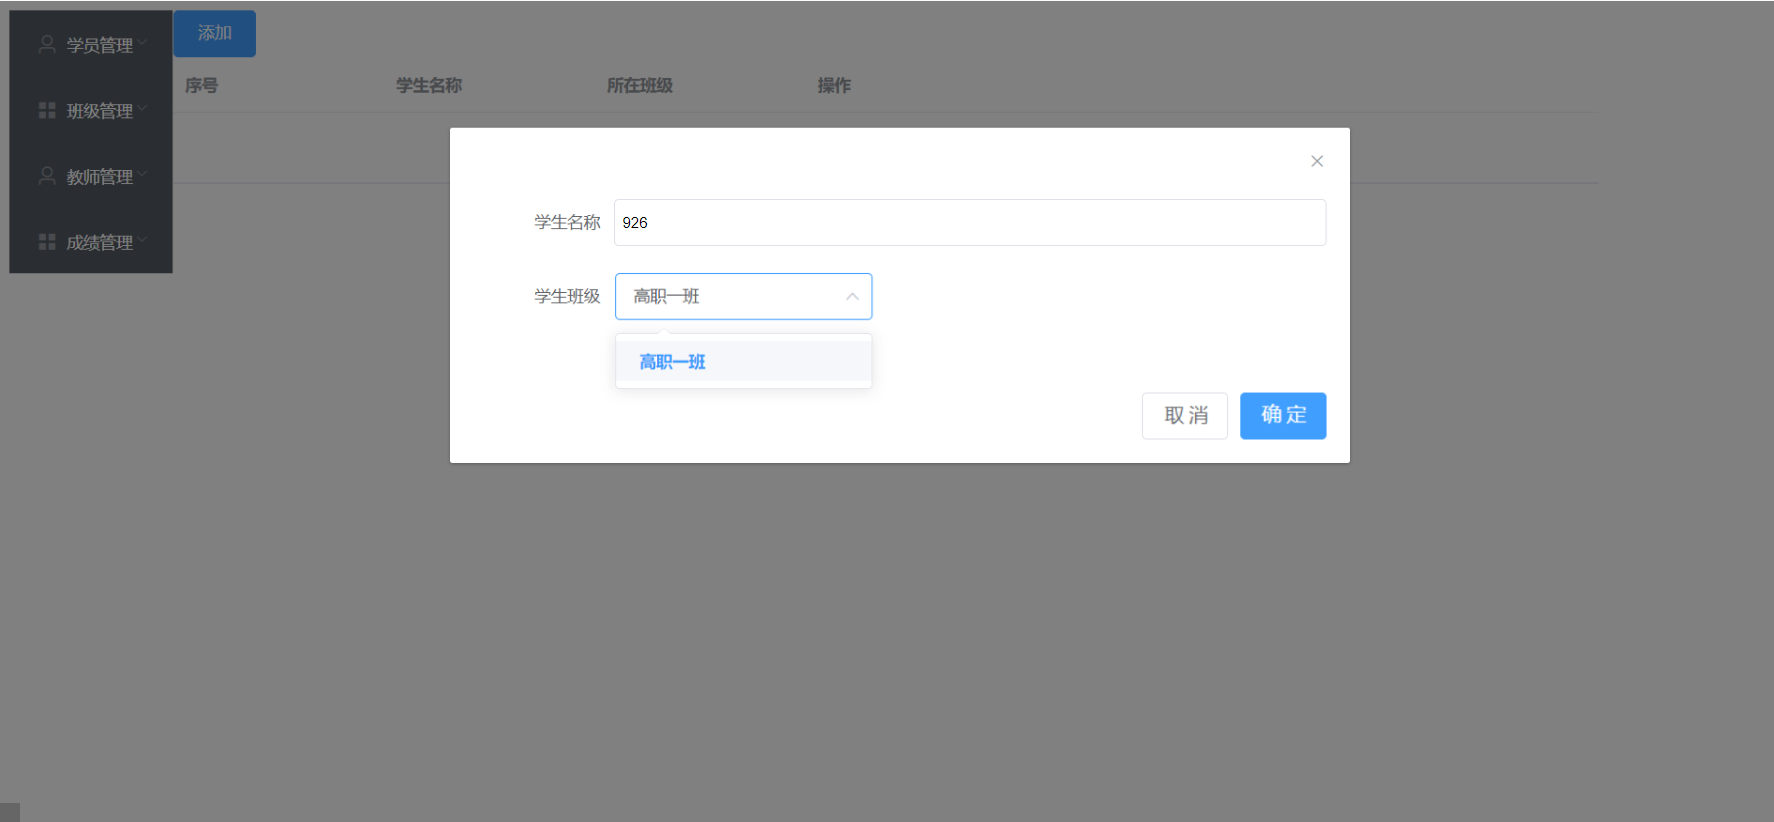 学员管理
班级管理
教师管理
成绩管理
添加
序号 学生名称 所在班级 操作
学生名称 926
学生班级 高职一班
高职一班
取消 确定